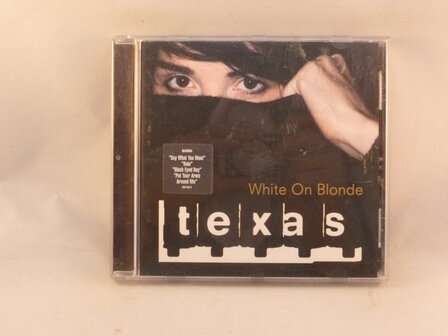 Includes
"Say What You Want"
"Halo"
"Black Eyed Boy"
"Put Your Arms
Around Me"
White On Blonde
texas